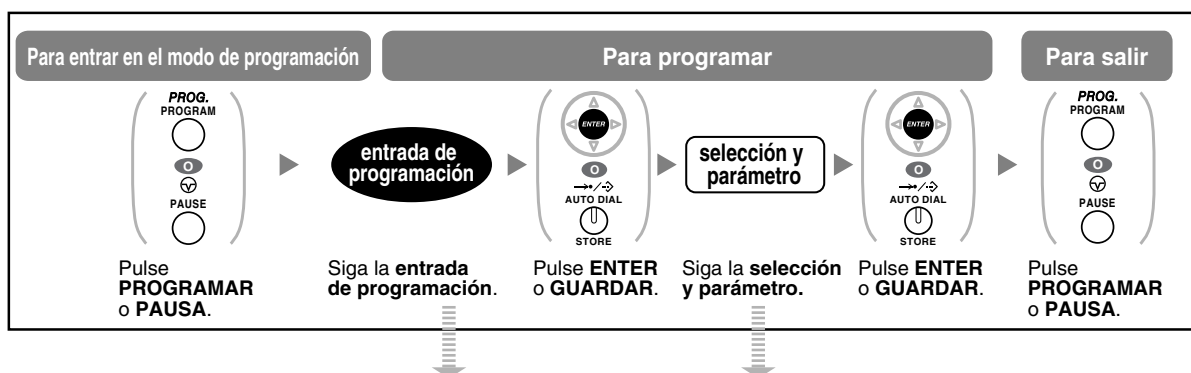 Para entrar en el modo de programación
Para programar
Para salir
PROG.
PROGRAM
O
PAUSE
entrada de
programación
ENTER
O
AUTO DIAL
STORE
selección y
parámetro
ENTER
O
AUTO DIAL
STORE
PROG.
PROGRAM
O
PAUSE
Pulse
PROGRAMAR
o PAUSA.
Siga la entrada
de programación.
Pulse ENTER
o GUARDAR.
Siga la selección
y parámetro.
Pulse ENTER
o GUARDAR.
Pulse
PROGRAMAR
o PAUSA.